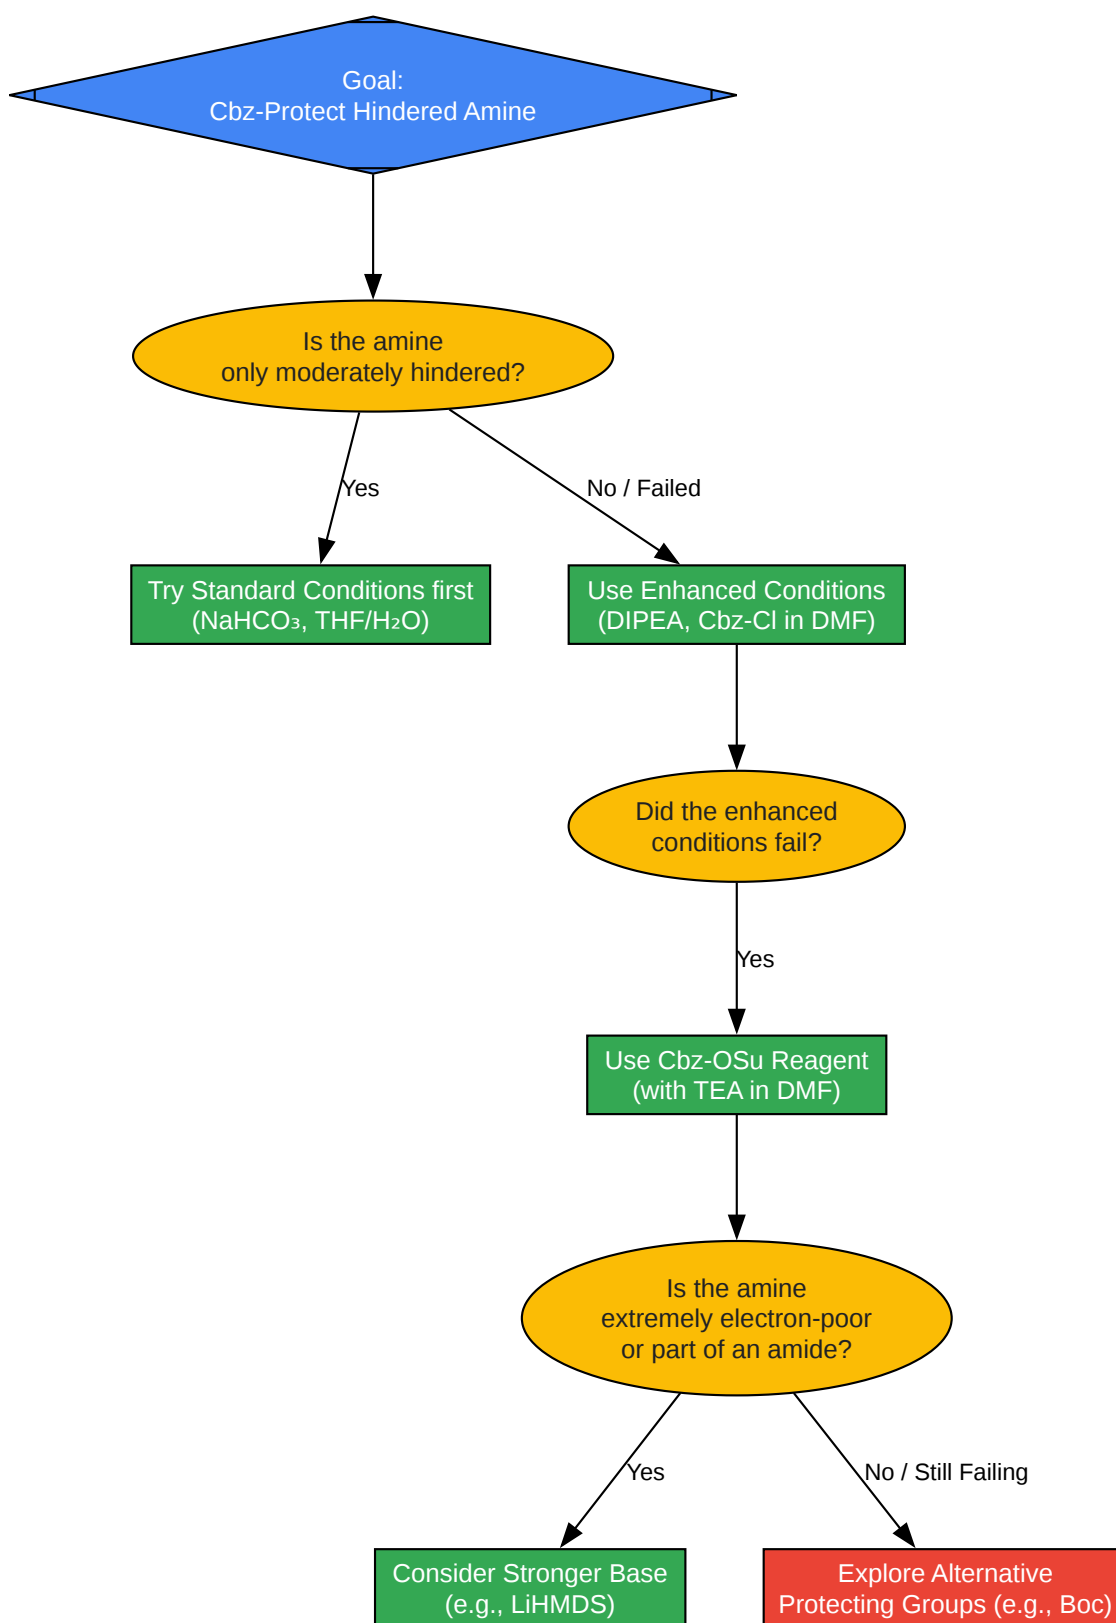 Goal:
Cbz-Protect Hindered Amine
Is the amine
only moderately hindered?
Yes
No / Failed
Try Standard Conditions first
(NaHCO₃, THF/H₂O)
Use Enhanced Conditions
(DIPEA, Cbz-Cl in DMF)
Did the enhanced
conditions fail?
Yes
Use Cbz-OSu Reagent
(with TEA in DMF)
Is the amine
extremely electron-poor
or part of an amide?
Yes
No / Still Failing
Consider Stronger Base
(e.g., LiHMDS)
Explore Alternative
Protecting Groups (e.g., Boc)